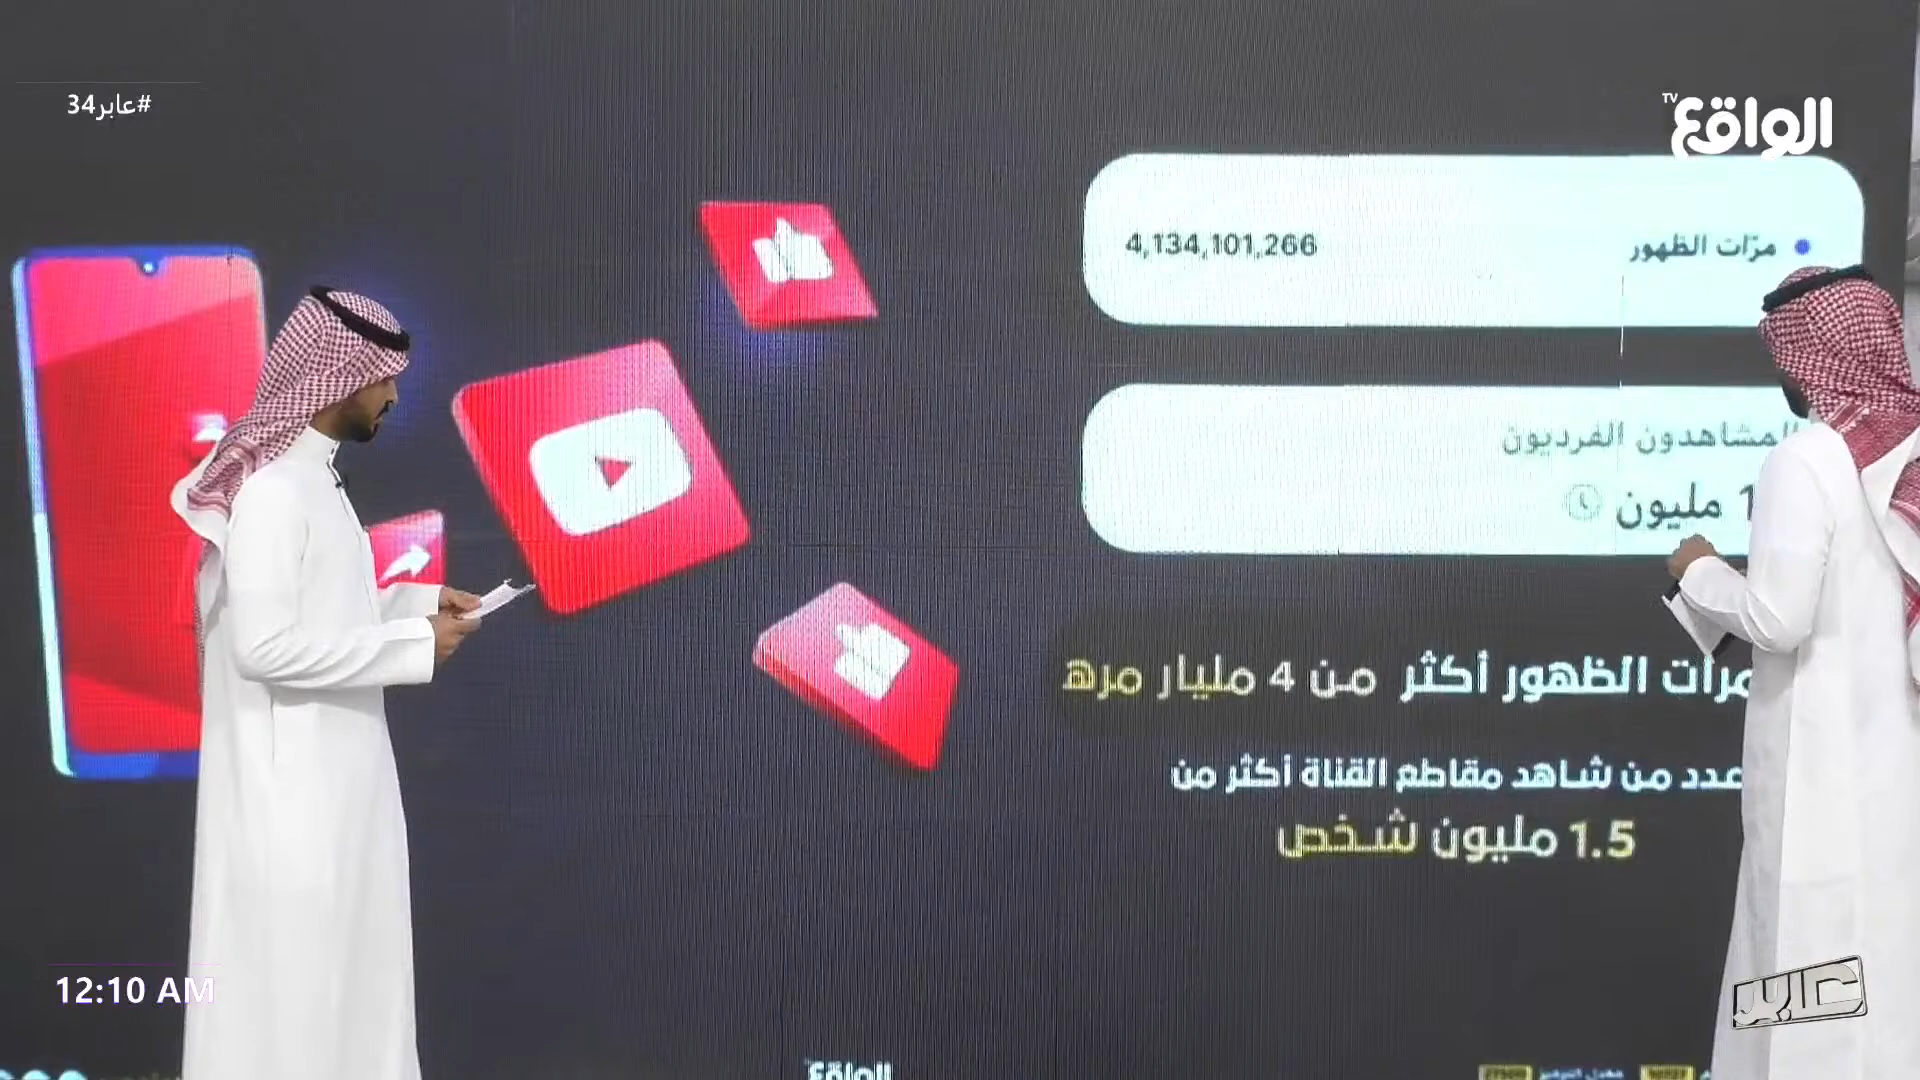 #عابر34
الواقع TV
مرّات الظهور
4,134,101,266
المشاهدون الفرديون
مليون
مرات الظهور أكثر من 4 مليار مره
عدد من شاهد مقاطع القناة أكثر من
1.5 مليون شخص
12:10 AM
عابر
الواقع